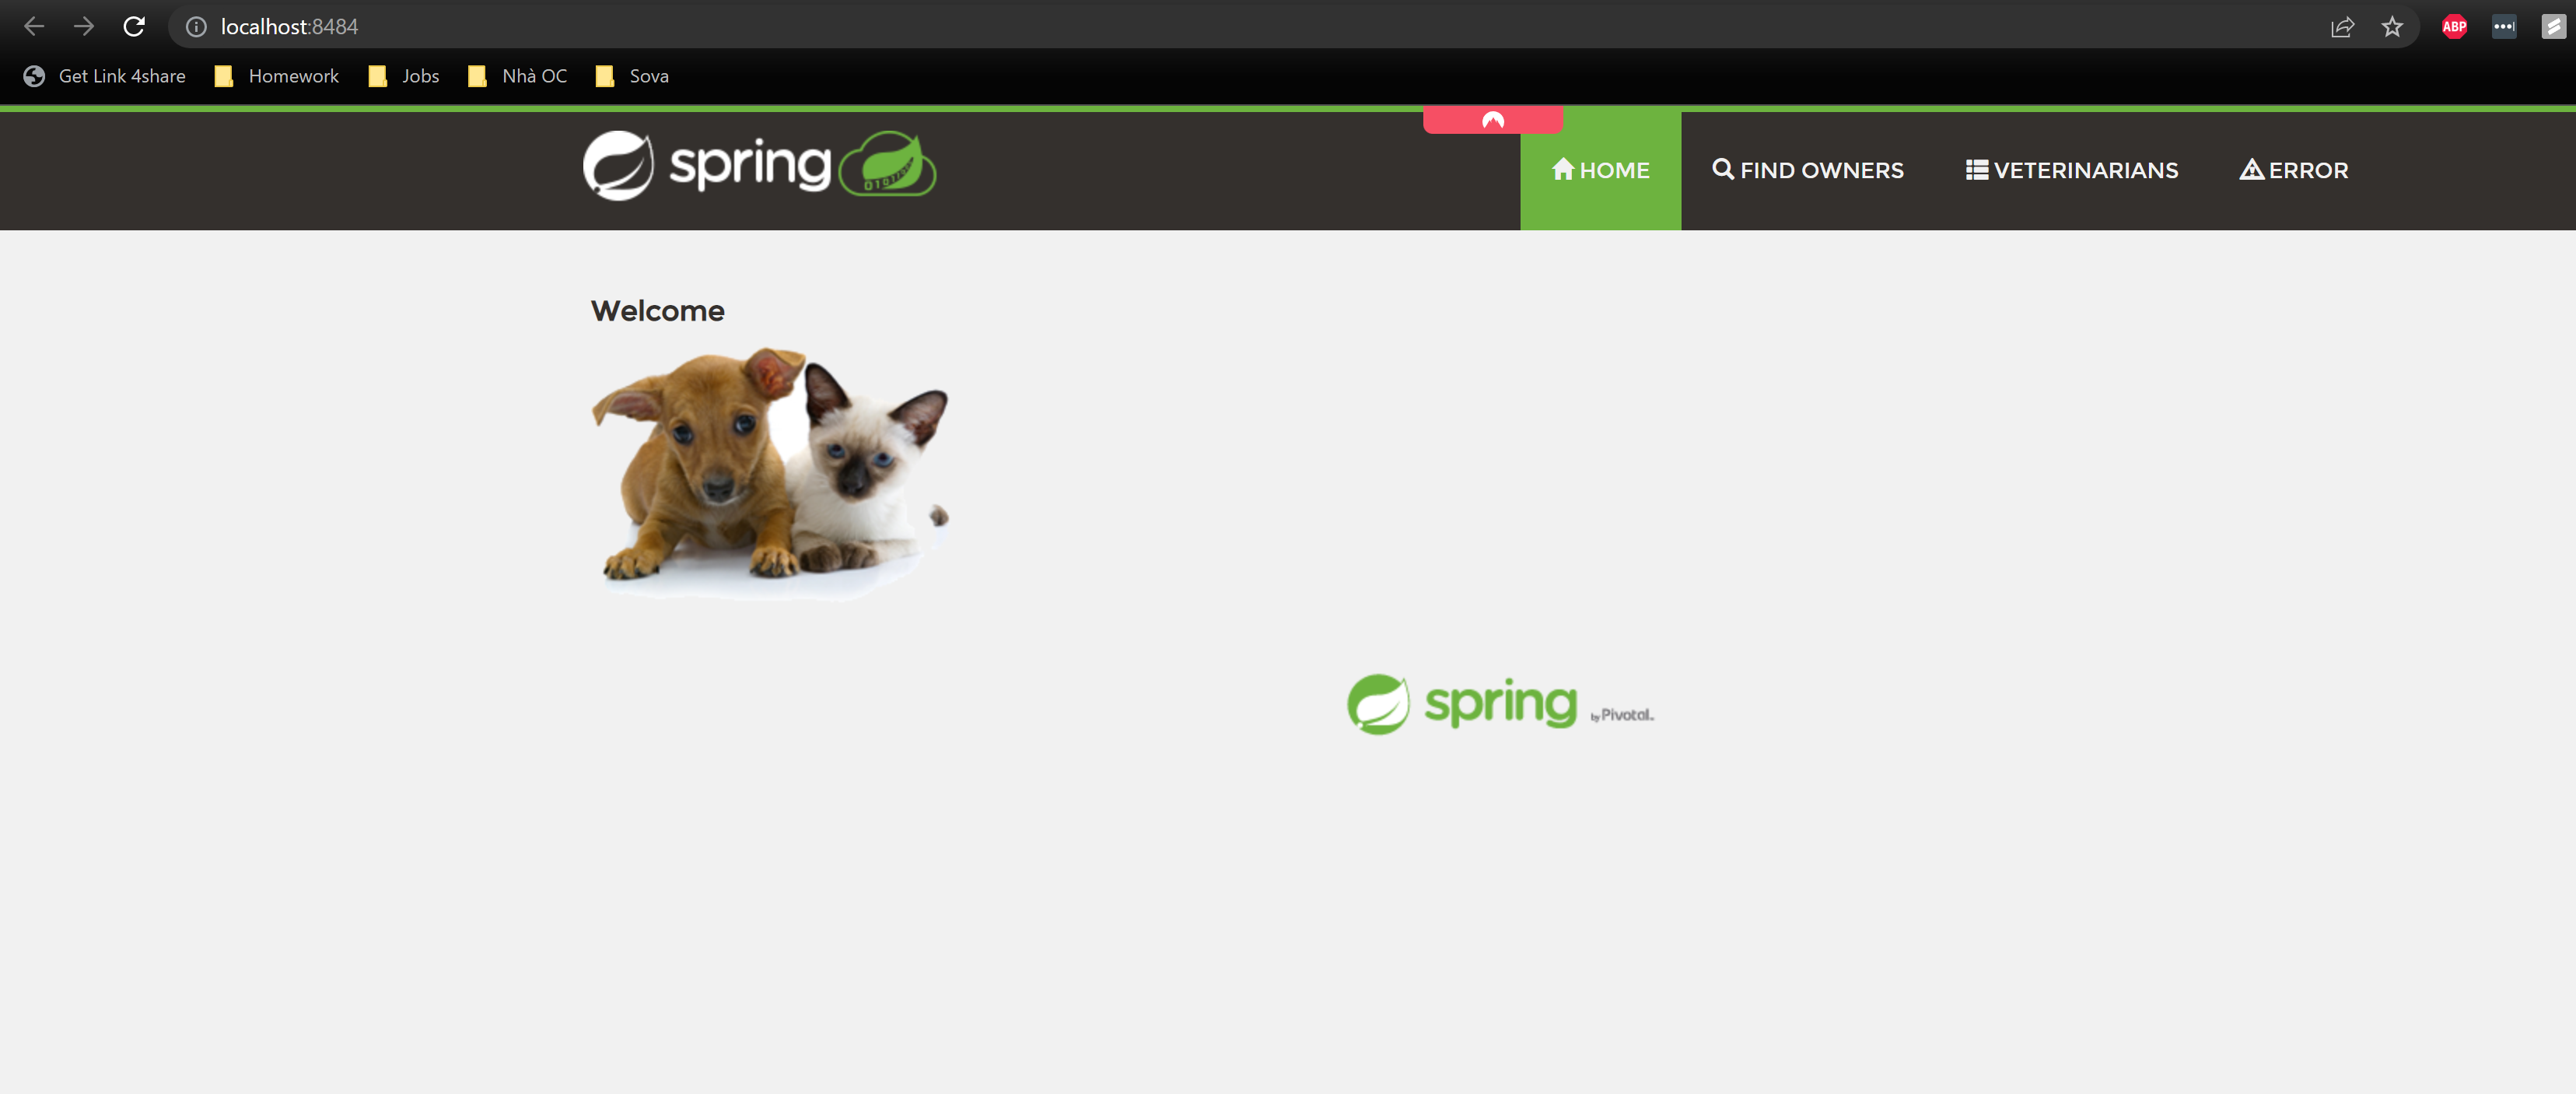 localhost:8484
ABP
Get Link 4share Homework Jobs Nhà OC Sova
spring
HOME FIND OWNERS VETERINARIANS ERROR
Welcome
spring by Pivotal